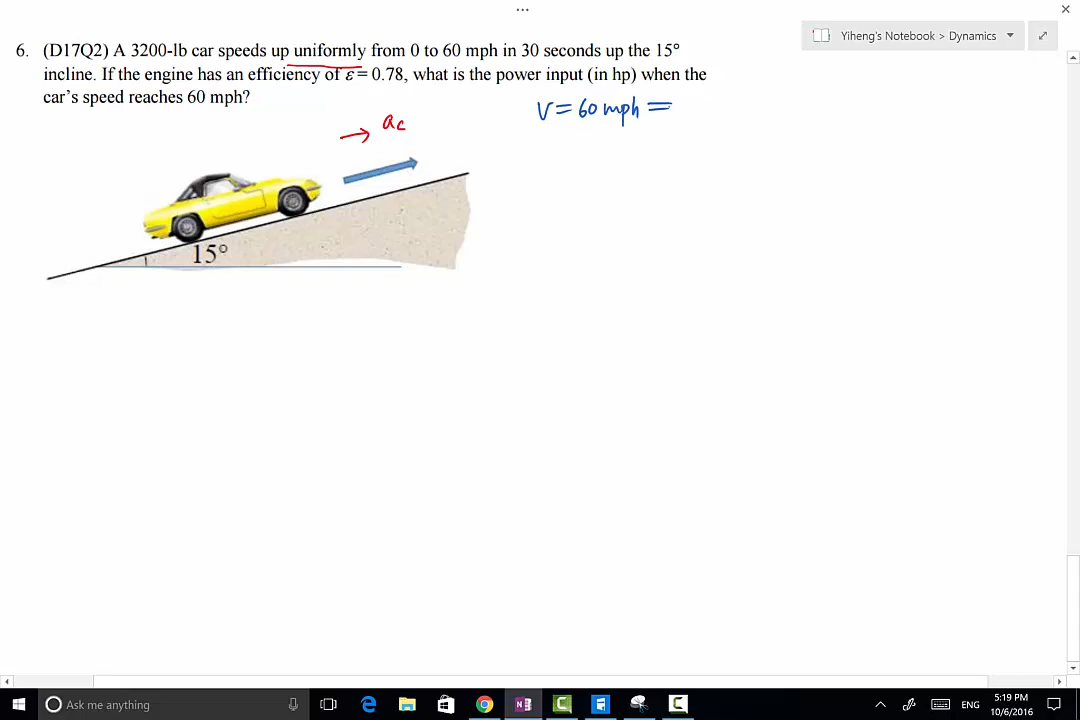 ...
Yiheng's Notebook > Dynamics
6. (D17Q2) A 3200-lb car speeds up uniformly from 0 to 60 mph in 30 seconds up the 15°
incline. If the engine has an efficiency of ε = 0.78, what is the power input (in hp) when the
car's speed reaches 60 mph?
V = 60 mph =
→ ac
15°
Ask me anything
N
ENG
5:19 PM
10/6/2016